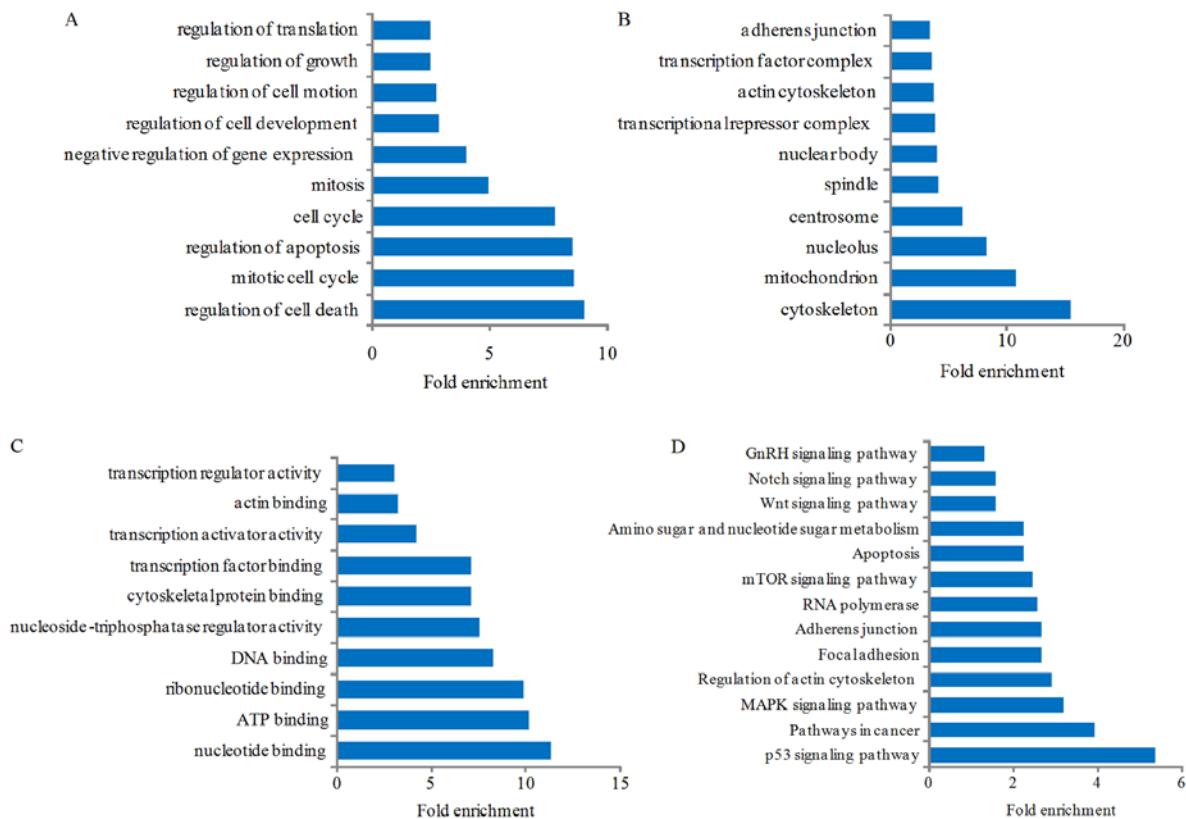 A
regulation of translation
regulation of growth
regulation of cell motion
regulation of cell development
negative regulation of gene expression
mitosis
cell cycle
regulation of apoptosis
mitotic cell cycle
regulation of cell death
0 5 10
Fold enrichment
B
adherens junction
transcription factor complex
actin cytoskeleton
transcriptional repressor complex
nuclear body
spindle
centrosome
nucleolus
mitochondrion
cytoskeleton
0 10 20
Fold enrichment
C
transcription regulator activity
actin binding
transcription activator activity
transcription factor binding
cytoskeletal protein binding
nucleoside-triphosphatase regulator activity
DNA binding
ribonucleotide binding
ATP binding
nucleotide binding
0 5 10 15
Fold enrichment
D
GnRH signaling pathway
Notch signaling pathway
Wnt signaling pathway
Amino sugar and nucleotide sugar metabolism
Apoptosis
mTOR signaling pathway
RNA polymerase
Adherens junction
Focal adhesion
Regulation of actin cytoskeleton
MAPK signaling pathway
Pathways in cancer
p53 signaling pathway
0 2 4 6
Fold enrichment